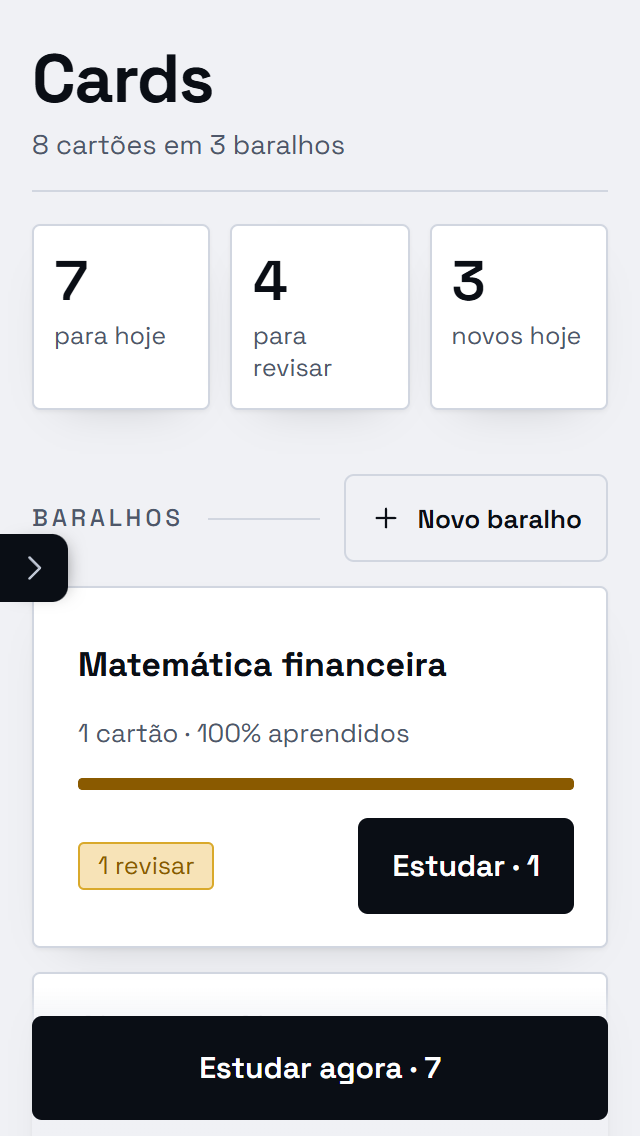 Cards
8 cartões em 3 baralhos
7
para hoje
4
para
revisar
3
novos hoje
BARALHOS
Novo baralho
Matemática financeira
1 cartão · 100% aprendidos
1 revisar
Estudar · 1
Estudar agora · 7